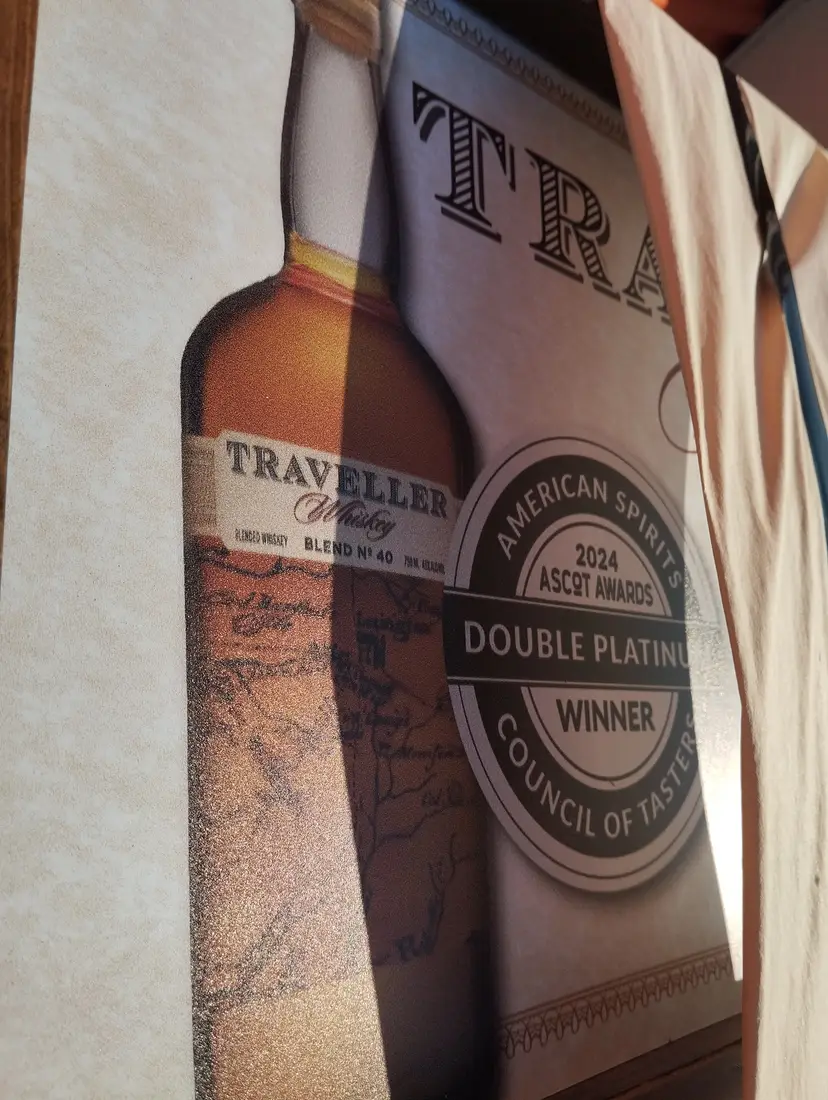 TRA
TRAVELLER
Whiskey
BLENDED WHISKEY BLEND Nº 40
AMERICAN SPIRITS
2024
ASCOT AWARDS
DOUBLE PLATINU
WINNER
COUNCIL OF TASTERS